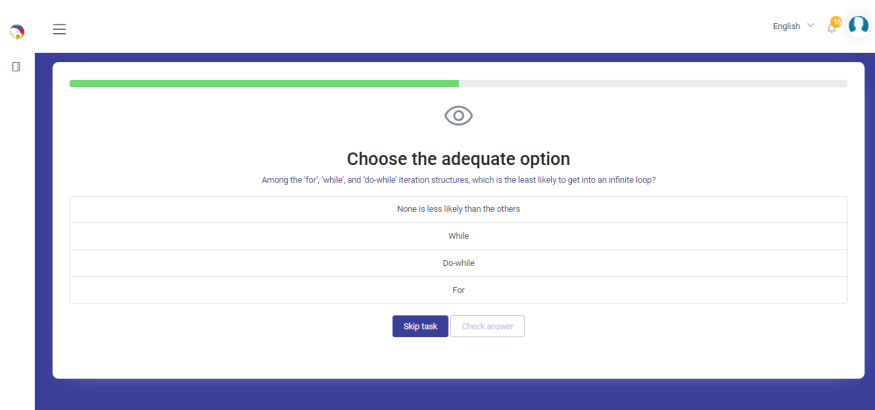 English
16
Choose the adequate option
Among the 'for', 'while', and 'do-while' iteration structures, which is the least likely to get into an infinite loop?
None is less likely than the others
While
Do-while
For
Skip task
Check answer